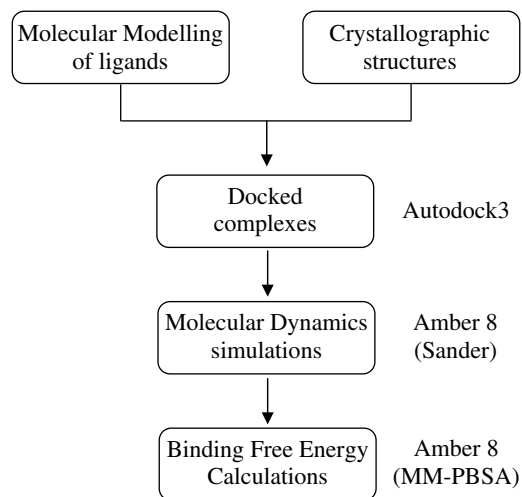 Molecular Modelling
of ligands
Crystallographic
structures
Docked
complexes
Autodock3
Molecular Dynamics
simulations
Amber 8
(Sander)
Binding Free Energy
Calculations
Amber 8
(MM-PBSA)